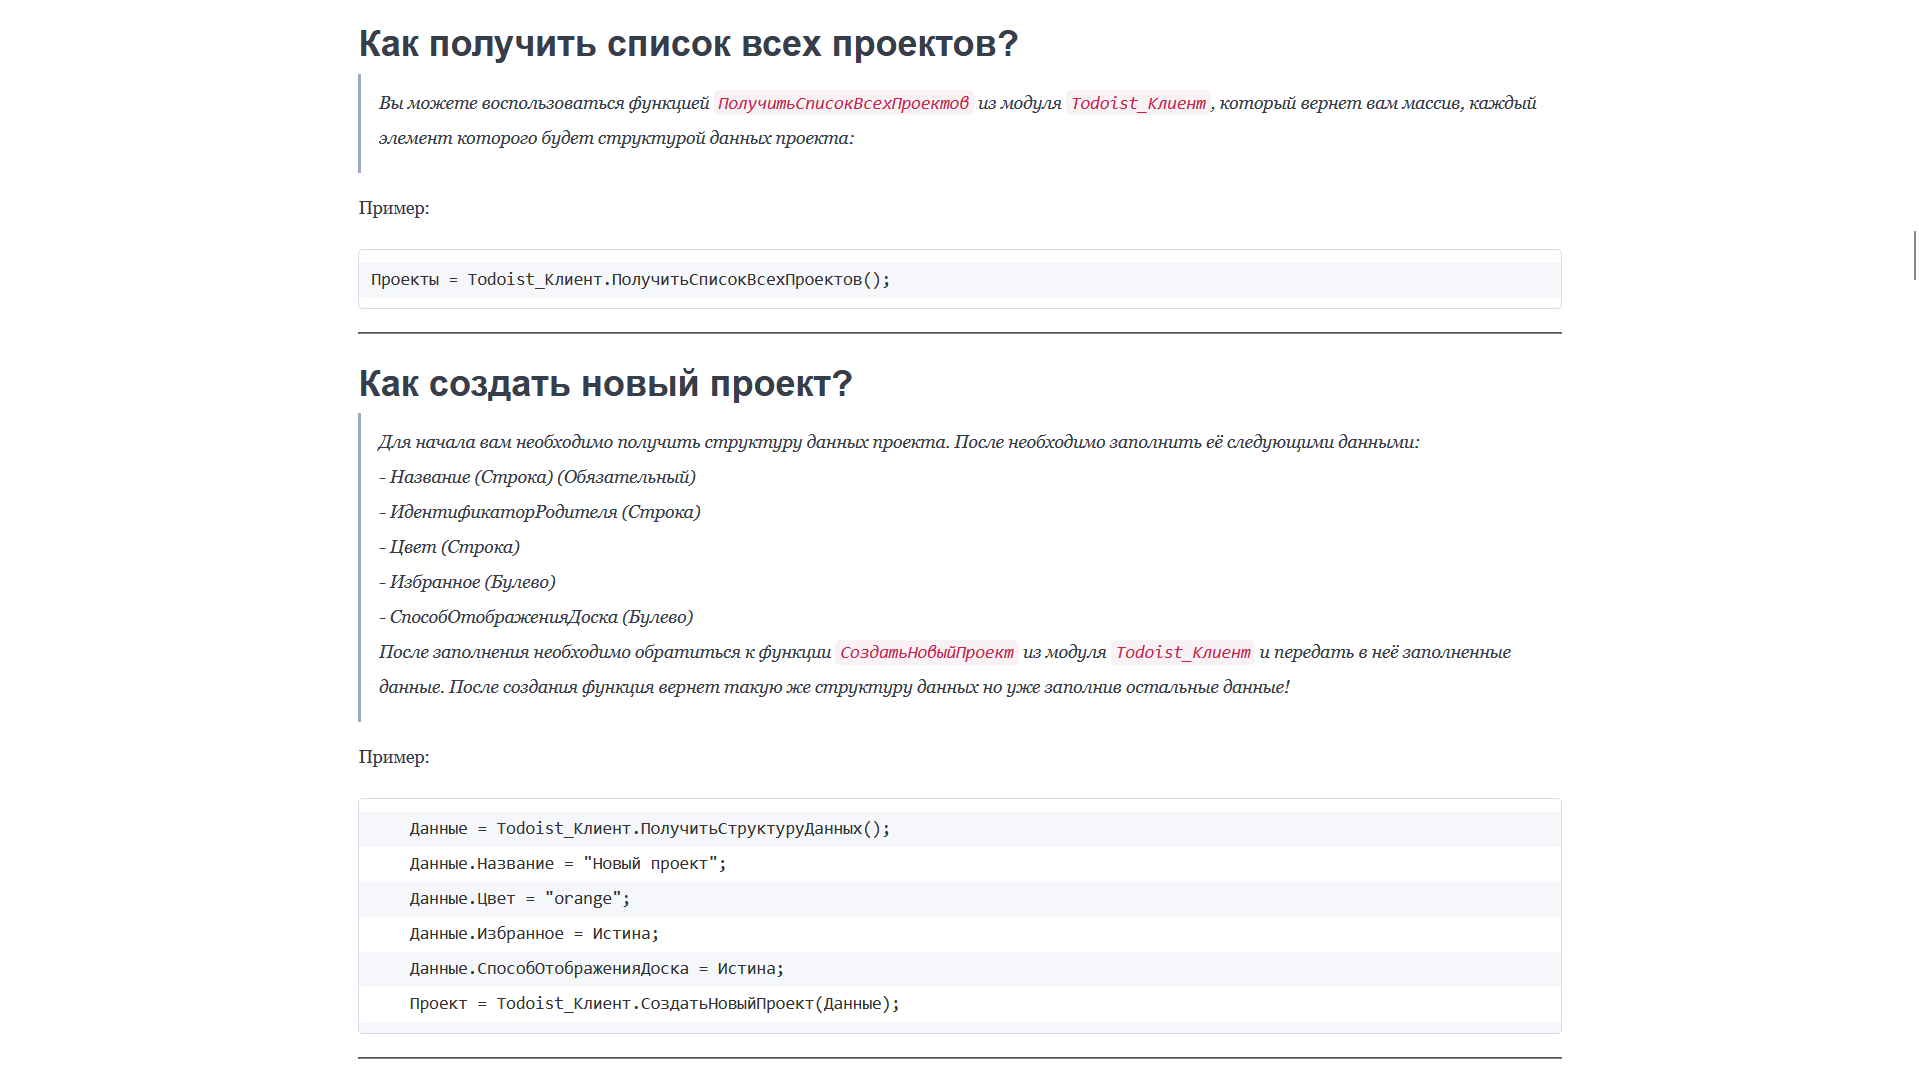 Как получить список всех проектов?
Вы можете воспользоваться функцией ПолучитьСписокВсехПроектов из модуля Todoist_Клиент, который вернет вам массив, каждый
элемент которого будет структурой данных проекта:
Пример:
Проекты = Todoist_Клиент.ПолучитьСписокВсехПроектов();
Как создать новый проект?
Для начала вам необходимо получить структуру данных проекта. После необходимо заполнить её следующими данными:
- Название (Строка) (Обязательный)
- ИдентификаторРодителя (Строка)
- Цвет (Строка)
- Избранное (Булево)
- СпособОтображенияДоска (Булево)
После заполнения необходимо обратиться к функции СоздатьНовыйПроект из модуля Todoist_Клиент и передать в неё заполненные
данные. После создания функция вернет такую же структуру данных но уже заполнив остальные данные!
Пример:
Данные = Todoist_Клиент.ПолучитьСтруктуруДанных();
Данные.Название = "Новый проект";
Данные.Цвет = "orange";
Данные.Избранное = Истина;
Данные.СпособОтображенияДоска = Истина;
Проект = Todoist_Клиент.СоздатьНовыйПроект(Данные);